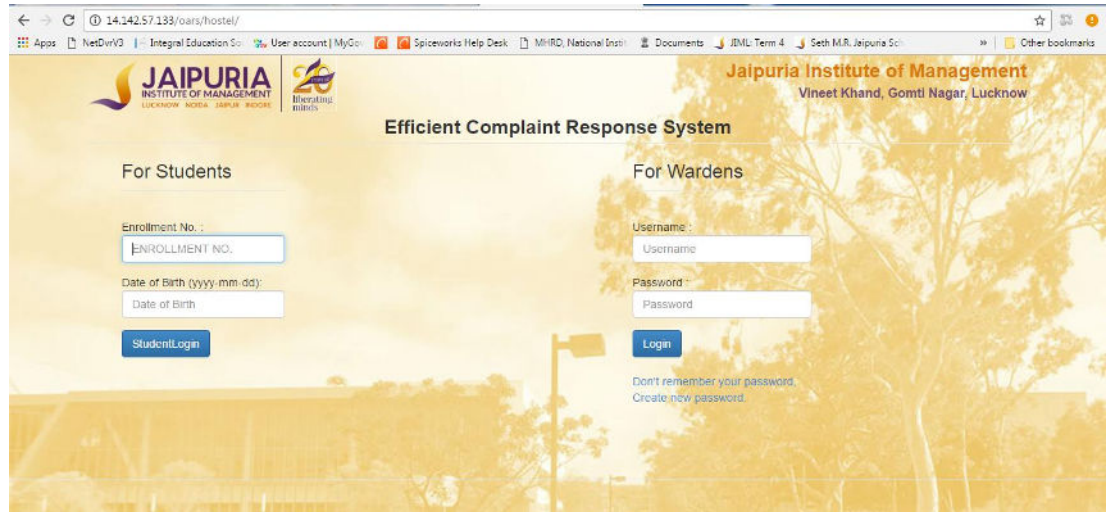 14.142.57.133/oars/hostel/
Apps NetDvrV3 Integral Education So User account | MyGov Spiceworks Help Desk MHRD, National Insti Documents JIML: Term 4 Seth M.R. Jaipuria Sch » Other bookmarks
JAIPURIA
INSTITUTE OF MANAGEMENT
LUCKNOW NOIDA JAIPUR INDORE
20
years of
liberating
minds
Jaipuria Institute of Management
Vineet Khand, Gomti Nagar, Lucknow
Efficient Complaint Response System
For Students
Enrollment No. :
ENROLLMENT NO.
Date of Birth (yyyy-mm-dd):
Date of Birth
StudentLogin
For Wardens
Username :
Username
Password :
Password
Login
Don't remember your password,
Create new password.